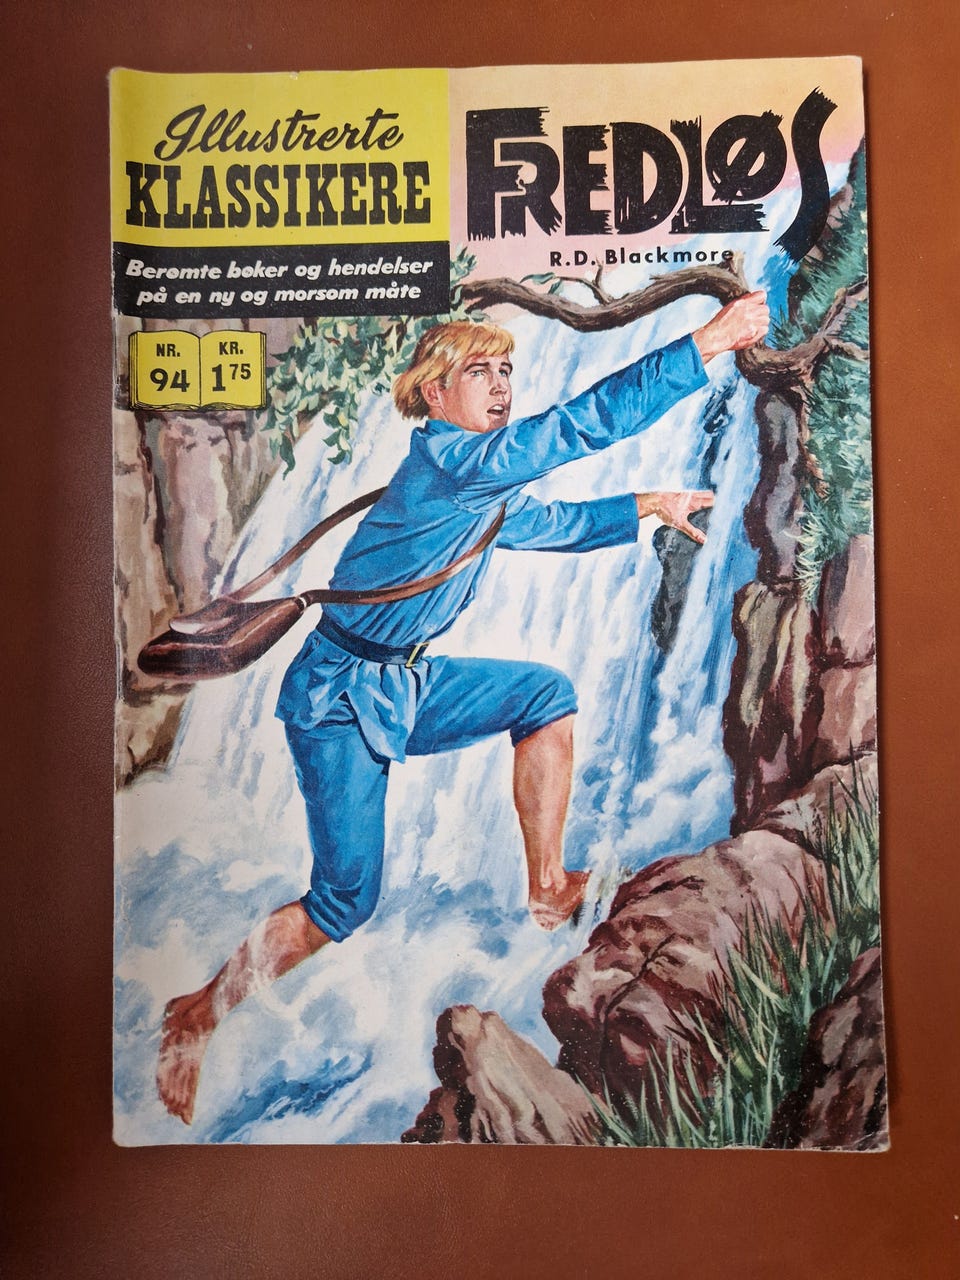 Illustrerte
KLASSIKERE
Berømte bøker og hendelser
på en ny og morsom måte
NR.
94
KR.
1 75
FREDLØS
R.D. Blackmore